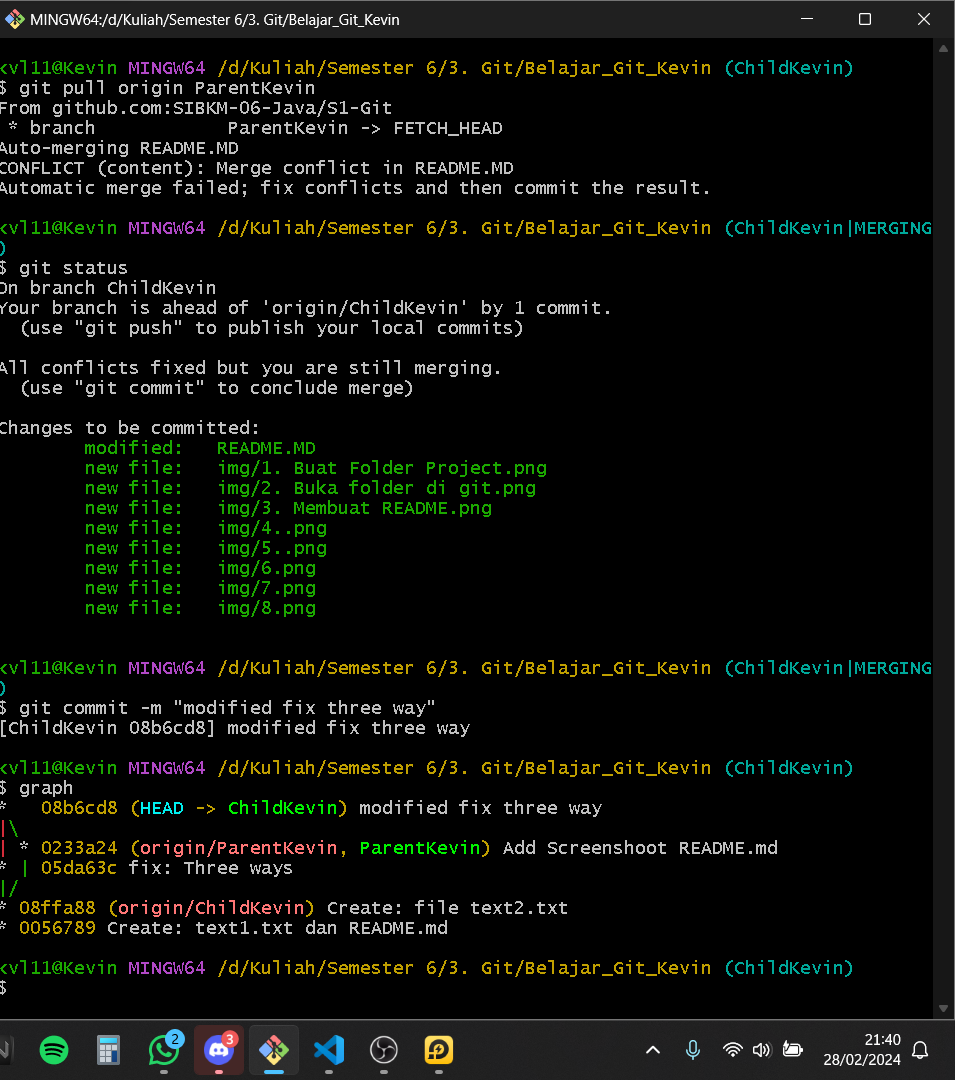 MINGW64:/d/Kuliah/Semester 6/3. Git/Belajar_Git_Kevin
kvl11@Kevin MINGW64 /d/Kuliah/Semester 6/3. Git/Belajar_Git_Kevin (ChildKevin)
$ git pull origin ParentKevin
From github.com:SIBKM-06-Java/S1-Git
 * branch            ParentKevin -> FETCH_HEAD
Auto-merging README.MD
CONFLICT (content): Merge conflict in README.MD
Automatic merge failed; fix conflicts and then commit the result.
kvl11@Kevin MINGW64 /d/Kuliah/Semester 6/3. Git/Belajar_Git_Kevin (ChildKevin|MERGING
)
$ git status
On branch ChildKevin
Your branch is ahead of 'origin/ChildKevin' by 1 commit.
  (use "git push" to publish your local commits)
All conflicts fixed but you are still merging.
  (use "git commit" to conclude merge)
Changes to be committed:
        modified:   README.MD
        new file:   img/1. Buat Folder Project.png
        new file:   img/2. Buka folder di git.png
        new file:   img/3. Membuat README.png
        new file:   img/4..png
        new file:   img/5..png
        new file:   img/6.png
        new file:   img/7.png
        new file:   img/8.png
kvl11@Kevin MINGW64 /d/Kuliah/Semester 6/3. Git/Belajar_Git_Kevin (ChildKevin|MERGING
)
$ git commit -m "modified fix three way"
[ChildKevin 08b6cd8] modified fix three way
kvl11@Kevin MINGW64 /d/Kuliah/Semester 6/3. Git/Belajar_Git_Kevin (ChildKevin)
$ graph
*   08b6cd8 (HEAD -> ChildKevin) modified fix three way
|\
| * 0233a24 (origin/ParentKevin, ParentKevin) Add Screenshoot README.md
* | 05da63c fix: Three ways
|/
* 08ffa88 (origin/ChildKevin) Create: file text2.txt
* 0056789 Create: text1.txt dan README.md
kvl11@Kevin MINGW64 /d/Kuliah/Semester 6/3. Git/Belajar_Git_Kevin (ChildKevin)
$
2
3
21:40
28/02/2024